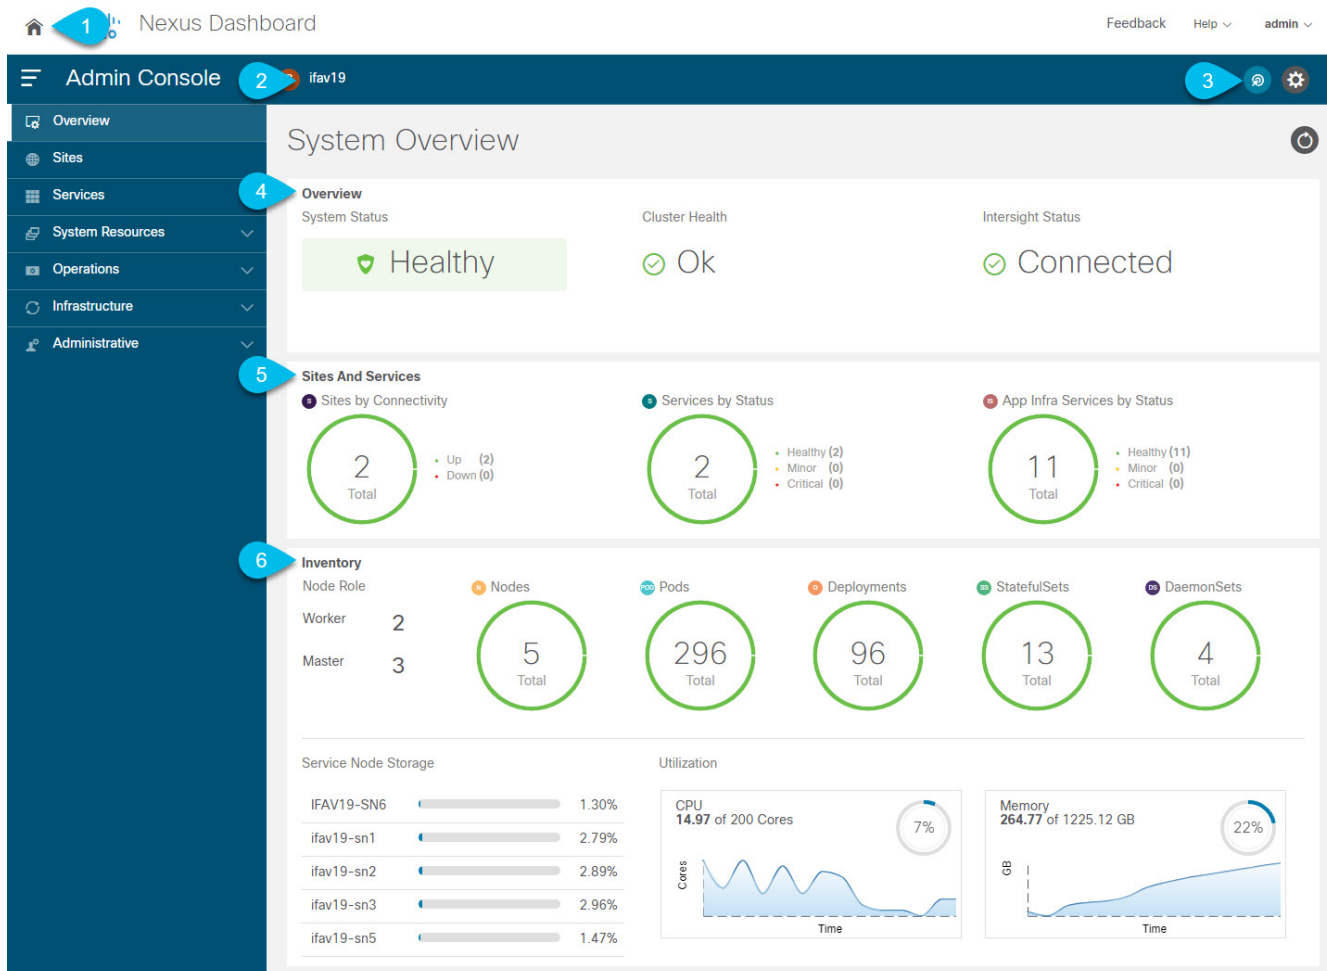 1 Nexus Dashboard Feedback Help admin
Admin Console 2 ifav19 3
Overview
Sites
Services
System Resources
Operations
Infrastructure
Administrative
System Overview
4 Overview
System Status Cluster Health Intersight Status
Healthy Ok Connected
5 Sites And Services
S Sites by Connectivity S Services by Status IS App Infra Services by Status
2 Total Up (2) Down (0)
2 Total Healthy (2) Minor (0) Critical (0)
11 Total Healthy (11) Minor (0) Critical (0)
6 Inventory
Node Role N Nodes POD Pods D Deployments SS StatefulSets DS DaemonSets
Worker 2
Master 3
5 296 96 13 4
Total Total Total Total Total
Service Node Storage
IFAV19-SN6 1.30%
ifav19-sn1 2.79%
ifav19-sn2 2.89%
ifav19-sn3 2.96%
ifav19-sn5 1.47%
Utilization
CPU
14.97 of 200 Cores
7%
Cores
Time
Memory
264.77 of 1225.12 GB
22%
GB
Time